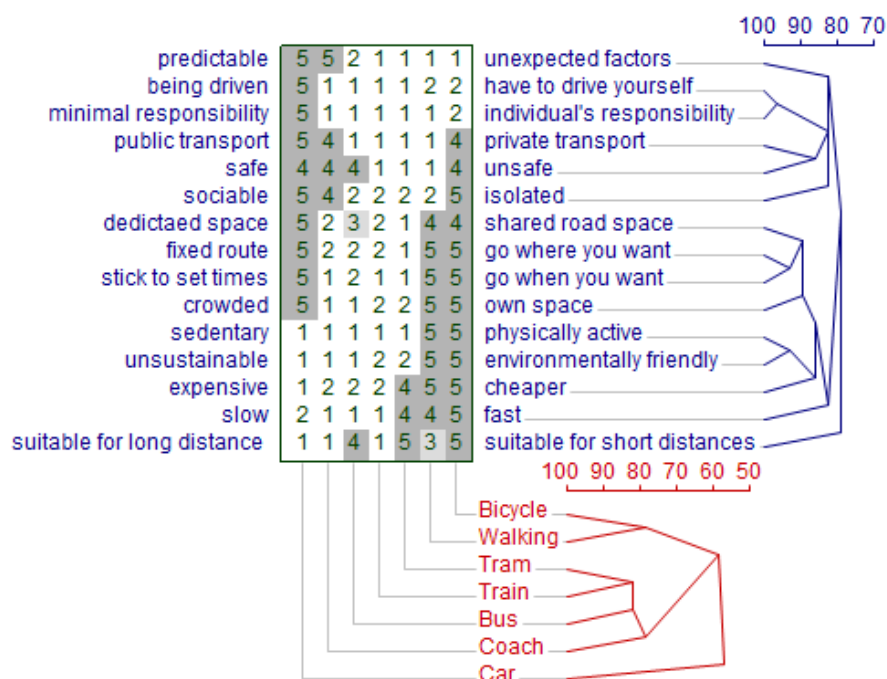 100 90 80 70
predictable 5 5 2 1 1 1 1 unexpected factors
being driven 5 1 1 1 1 2 2 have to drive yourself
minimal responsibility 5 1 1 1 1 1 2 individual's responsibility
public transport 5 4 1 1 1 1 4 private transport
safe 4 4 4 1 1 1 4 unsafe
sociable 5 4 2 2 2 2 5 isolated
dedictaed space 5 2 3 2 1 4 4 shared road space
fixed route 5 2 2 2 1 5 5 go where you want
stick to set times 5 1 2 1 1 5 5 go when you want
crowded 5 1 1 2 2 5 5 own space
sedentary 1 1 1 1 1 5 5 physically active
unsustainable 1 1 1 2 2 5 5 environmentally friendly
expensive 1 2 2 2 4 5 5 cheaper
slow 2 1 1 1 4 4 5 fast
suitable for long distance 1 1 4 1 5 3 5 suitable for short distances
100 90 80 70 60 50
Bicycle
Walking
Tram
Train
Bus
Coach
Car